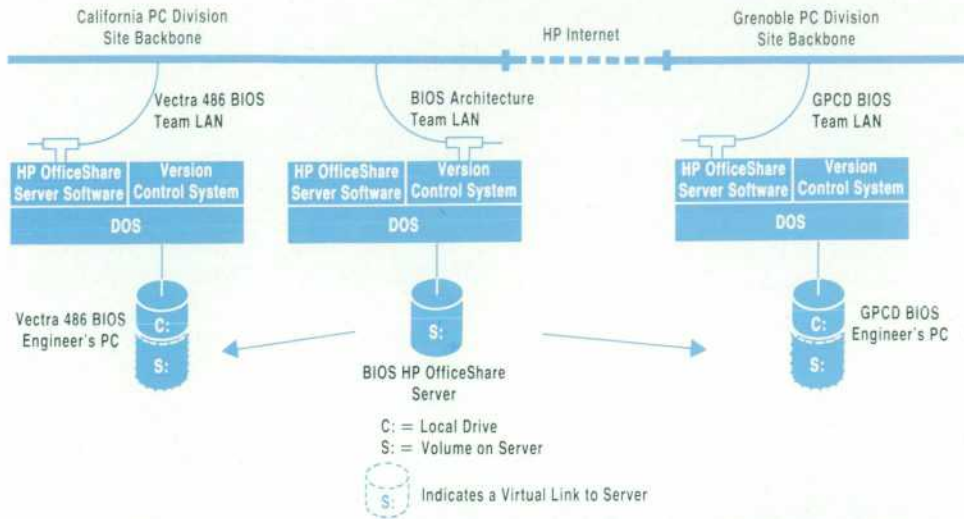 California PC Division
Site Backbone
HP Internet
Grenoble PC Division
Site Backbone
Vectra 486 BIOS
Team LAN
BIOS Architecture
Team LAN
GPCD BIOS
Team LAN
HP OfficeShare
Server Software
Version
Control System
DOS
HP OfficeShare
Server Software
Version
Control System
DOS
HP OfficeShare
Server Software
Version
Control System
DOS
Vectra 486 BIOS
Engineer's PC
C:
S:
S:
BIOS HP OfficeShare
Server
C:
S:
GPCD BIOS
Engineer's PC
C: = Local Drive
S: = Volume on Server
S:
Indicates a Virtual Link to Server